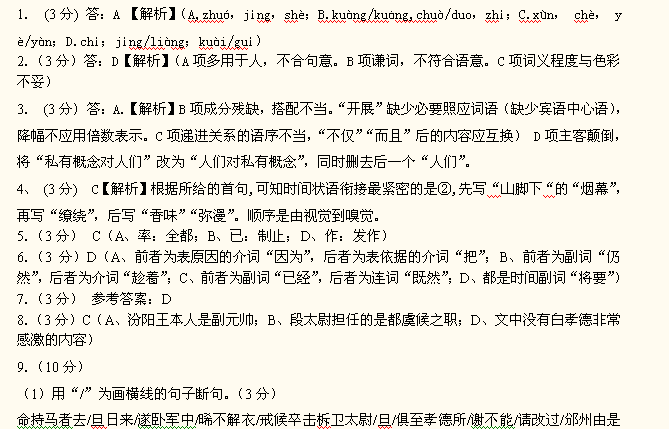 1. (3分) 答：A 【解析】(A.zhuó, jìng, shè; B.kuàng/kuàng,chuò/duo, zhì; C.xùn, chè, y
è/yàn; D.chì; jìng/liàng; kuài/guì)
2.(3分)答：D【解析】(A项多用于人，不合句意。B项谦词，不符合语意。C项词义程度与色彩
不妥)
3. (3分) 答：A.【解析】B项成分残缺，搭配不当。“开展”缺少必要照应词语(缺少宾语中心语)，
降幅不应用倍数表示。C项递进关系的语序不当，“不仅”“而且”后的内容应互换) D项主客颠倒，
将“私有概念对人们”改为“人们对私有概念”，同时删去后一个“人们”。
4、 (3分) C【解析】根据所给的首句,可知时间状语衔接最紧密的是②,先写“山脚下“的“烟幕”，
再写“缭绕”，后写“香味”“弥漫”。顺序是由视觉到嗅觉。
5.(3分) C(A、率：全都；B、已：制止；D、作：发作)
6.(3分)D(A、前者为表原因的介词“因为”，后者为表依据的介词“把”；B、前者为副词“仍
然”，后者为介词“趁着”；C、前者为副词“已经”，后者为连词“既然”；D、都是时间副词“将要”)
7.(3分) 参考答案：D
8.(3分)C(A、汾阳王本人是副元帅；B、段太尉担任的是都虞候之职；D、文中没有白孝德非常
感激的内容)
9.(10分)
(1)用“/”为画横线的句子断句。(3分)
命持马者去/旦日来/遂卧军中/晞不解衣/戒候卒击柝卫太尉/旦/俱至孝德所/谢不能/请改过/邠州由是